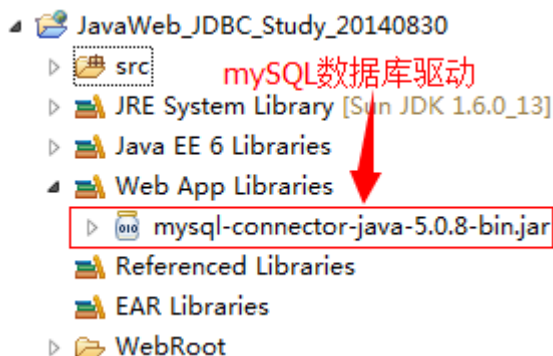 JavaWeb_JDBC_Study_20140830
src
mySQL数据库驱动
JRE System Library [Sun JDK 1.6.0_13]
Java EE 6 Libraries
Web App Libraries
mysql-connector-java-5.0.8-bin.jar
Referenced Libraries
EAR Libraries
WebRoot